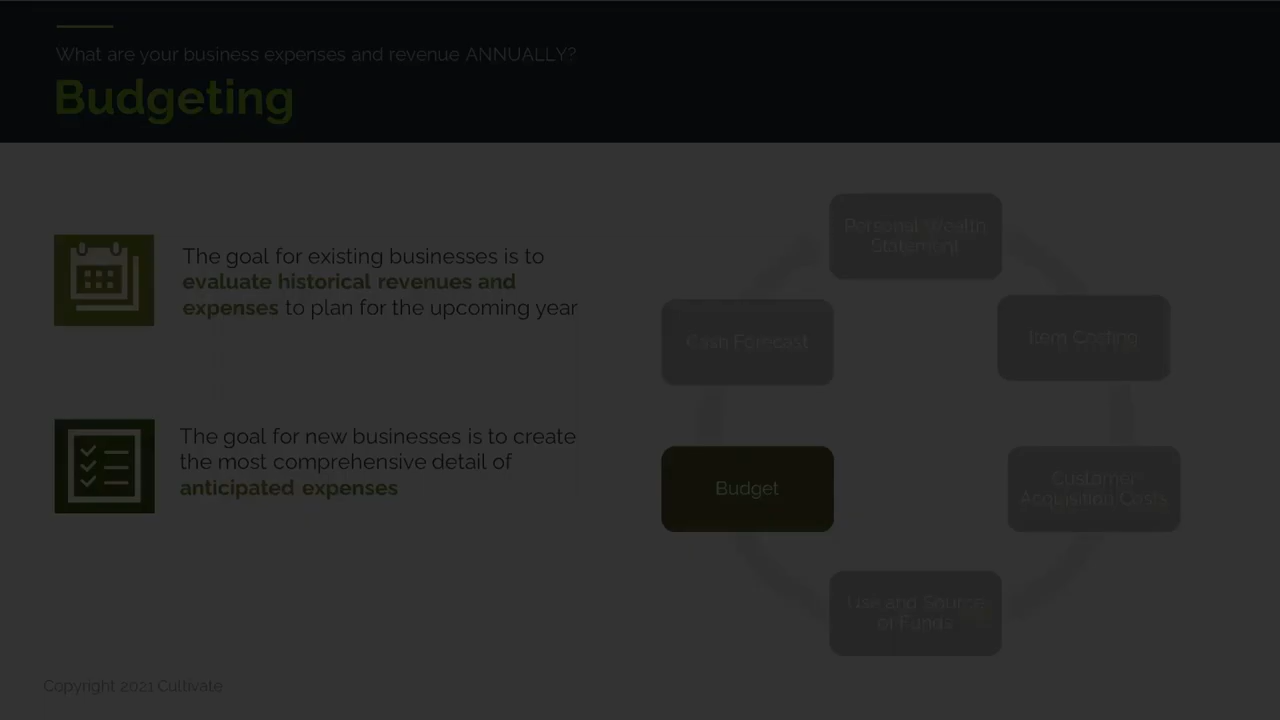 What are your business expenses and revenue ANNUALLY?
Budgeting
The goal for existing businesses is to
evaluate historical revenues and
expenses to plan for the upcoming year
The goal for new businesses is to create
the most comprehensive detail of
anticipated expenses
Personal Wealth
Statement
Item Costing
Customer
Acquisition Costs
Use and Source
of Funds
Budget
Cash Forecast
Copyright 2021 Cultivate